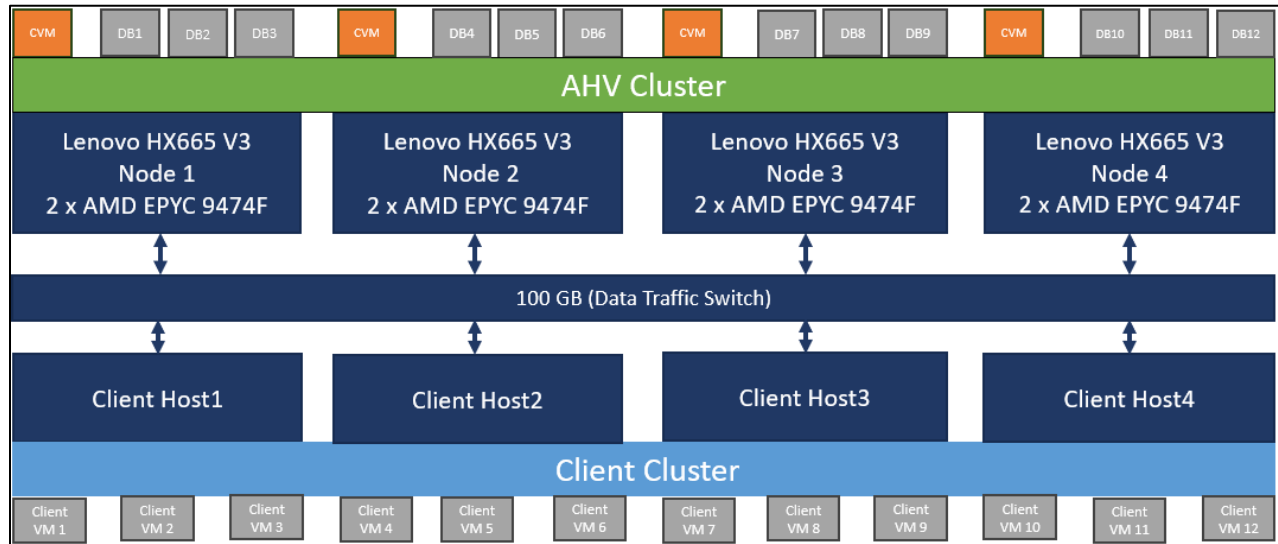 CVM DB1 DB2 DB3 CVM DB4 DB5 DB6 CVM DB7 DB8 DB9 CVM DB10 DB11 DB12
AHV Cluster
Lenovo HX665 V3
Node 1
2 x AMD EPYC 9474F
Lenovo HX665 V3
Node 2
2 x AMD EPYC 9474F
Lenovo HX665 V3
Node 3
2 x AMD EPYC 9474F
Lenovo HX665 V3
Node 4
2 x AMD EPYC 9474F
100 GB (Data Traffic Switch)
Client Host1
Client Host2
Client Host3
Client Host4
Client Cluster
Client
VM 1
Client
VM 2
Client
VM 3
Client
VM 4
Client
VM 5
Client
VM 6
Client
VM 7
Client
VM 8
Client
VM 9
Client
VM 10
Client
VM 11
Client
VM 12